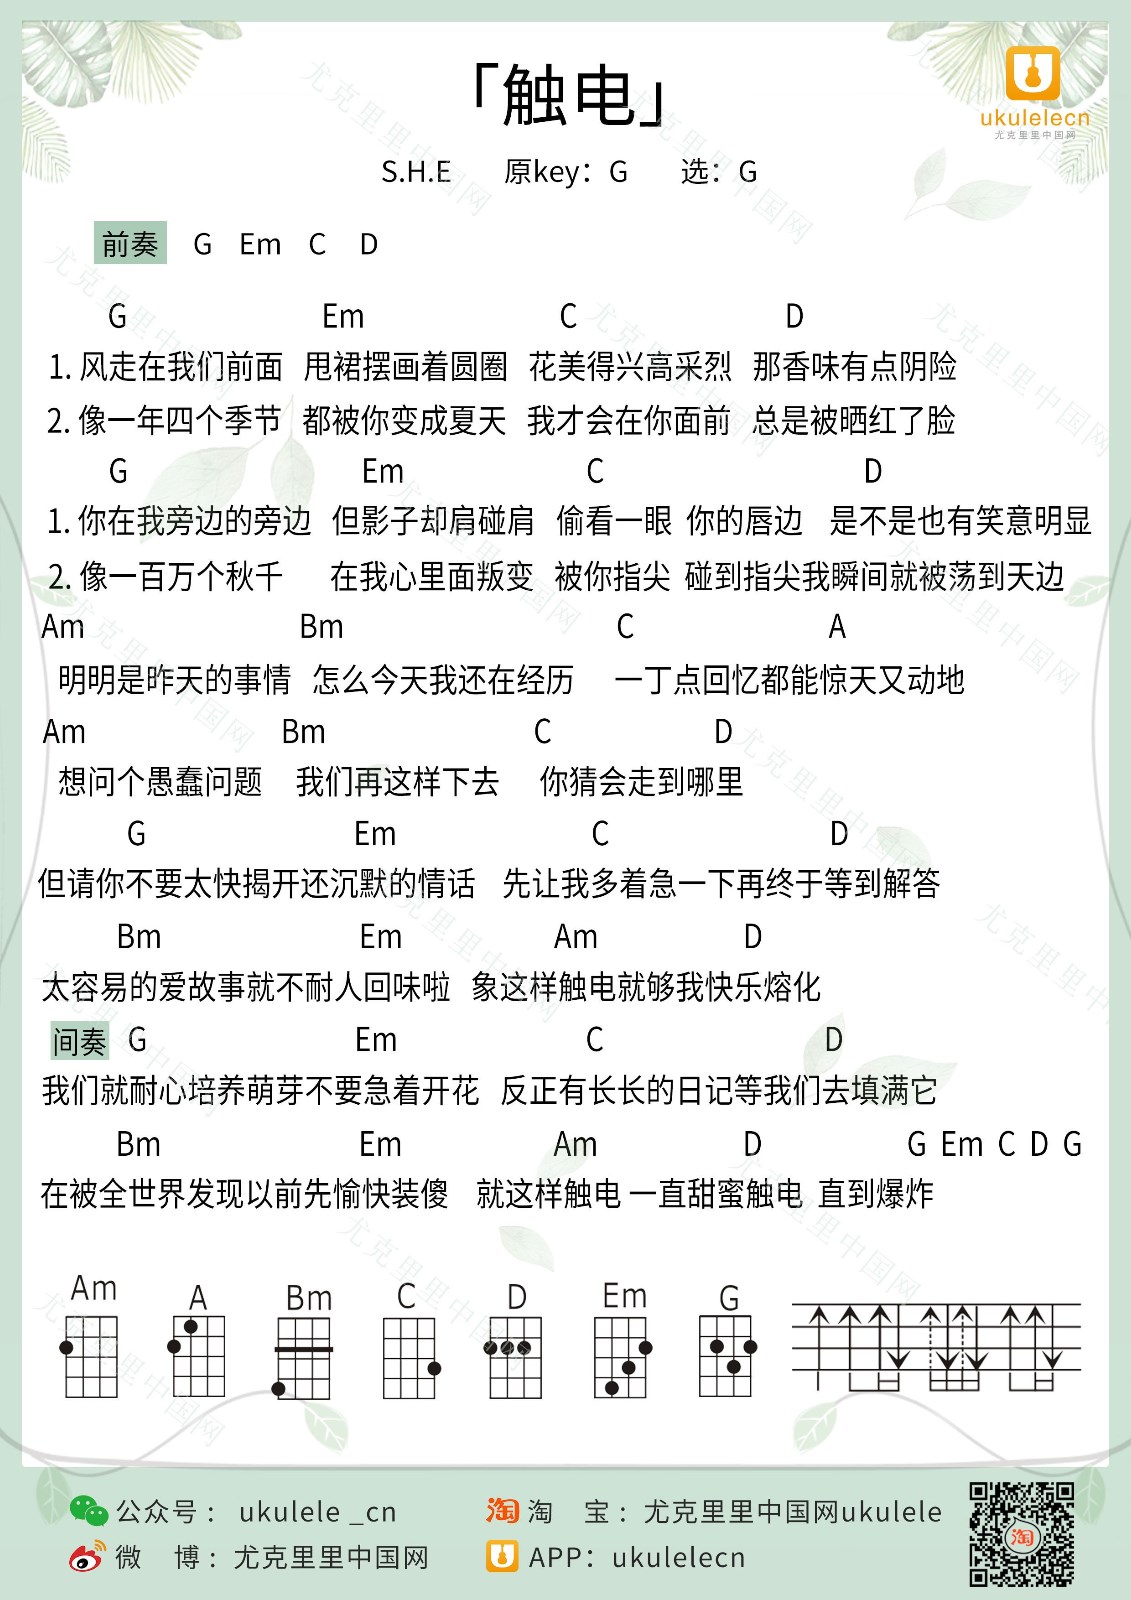 「触电」
ukulelecn
尤克里里中国网
S.H.E 原key：G 选：G
前奏 G Em C D
G Em C D
1. 风走在我们前面 甩裙摆画着圆圈 花美得兴高采烈 那香味有点阴险
2. 像一年四个季节 都被你变成夏天 我才会在你面前 总是被晒红了脸
G Em C D
1. 你在我旁边的旁边 但影子却肩碰肩 偷看一眼 你的唇边 是不是也有笑意明显
2. 像一百万个秋千 在我心里面叛变 被你指尖 碰到指尖我瞬间就被荡到天边
Am Bm C A
明明是昨天的事情 怎么今天我还在经历 一丁点回忆都能惊天又动地
Am Bm C D
想问个愚蠢问题 我们再这样下去 你猜会走到哪里
G Em C D
但请你不要太快揭开还沉默的情话 先让我多着急一下再终于等到解答
Bm Em Am D
太容易的爱故事就不耐人回味啦 象这样触电就够我快乐熔化
间奏 G Em C D
我们就耐心培养萌芽不要急着开花 反正有长长的日记等我们去填满它
Bm Em Am D G Em C D G
在被全世界发现以前先愉快装傻 就这样触电 一直甜蜜触电 直到爆炸
Am A Bm C D Em G
公众号： ukulele _cn 淘 淘 宝：尤克里里中国网ukulele
微 博：尤克里里中国网 APP：ukulelecn
淘